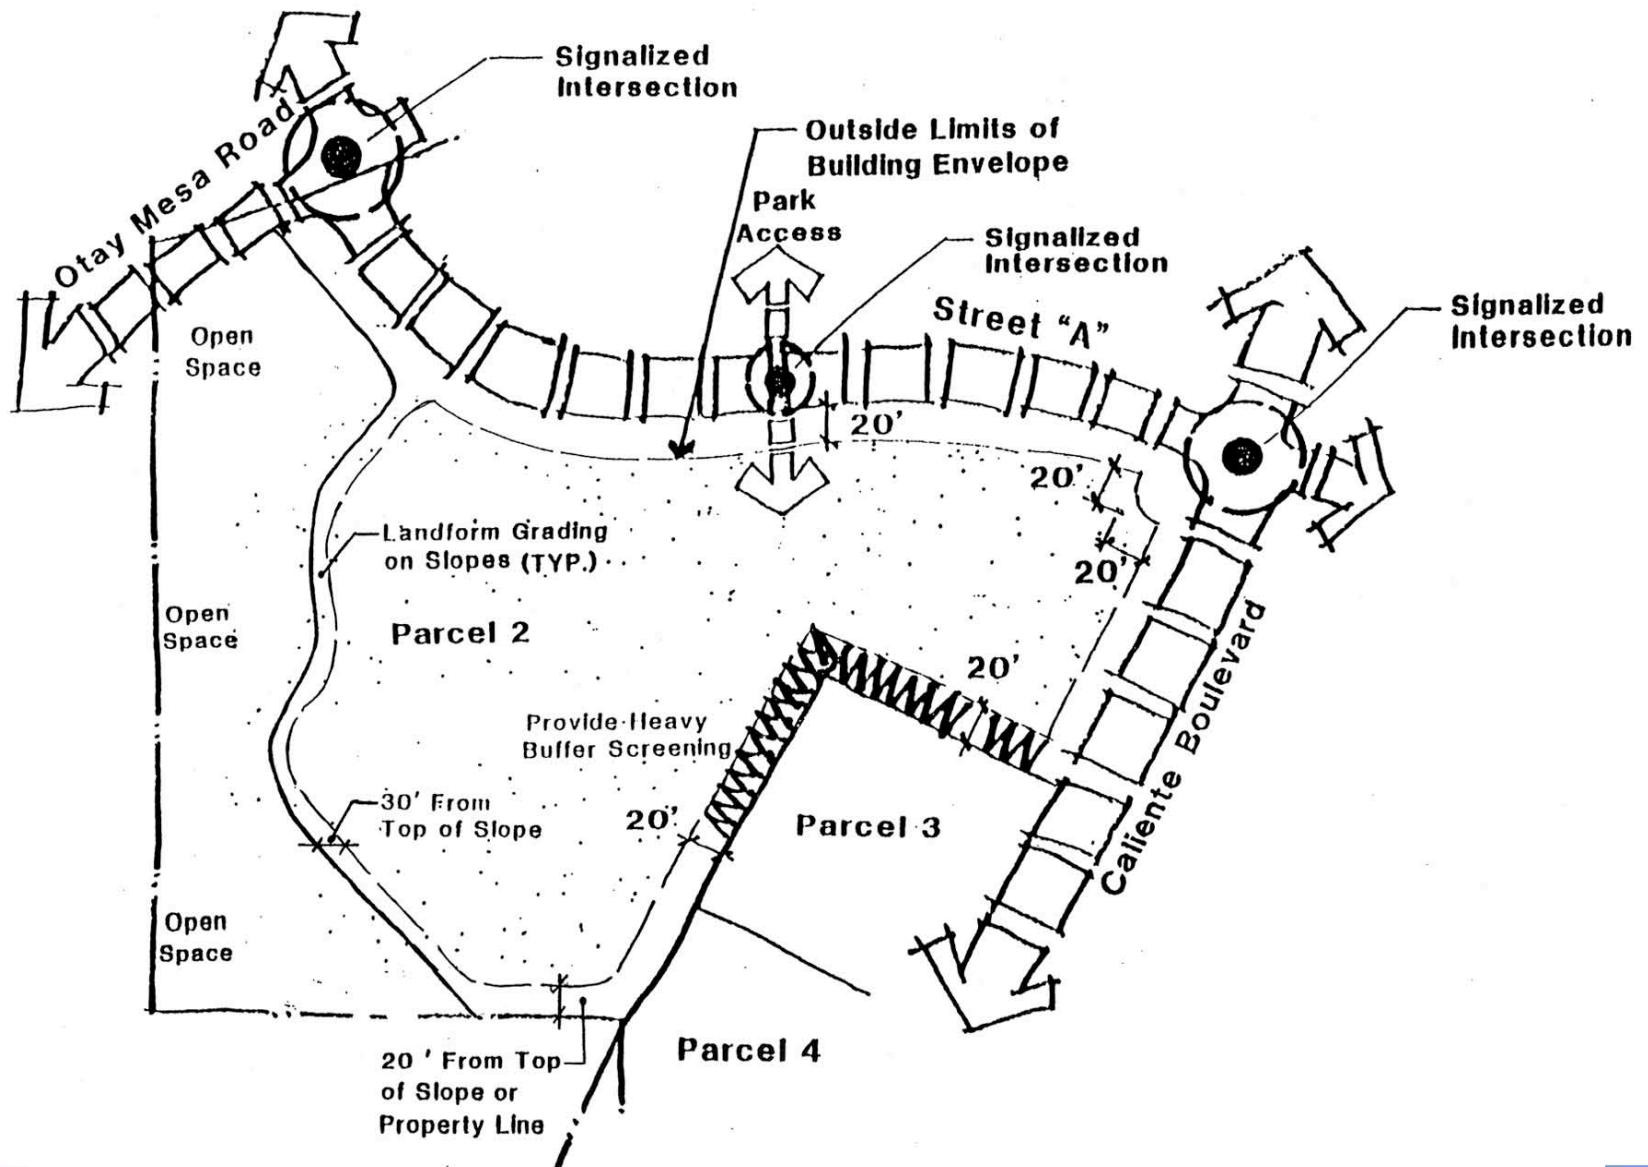 Signalized
Intersection
Otay Mesa Road
Outside Limits of
Building Envelope
Park
Access
Signalized
Intersection
Street "A"
Signalized
Intersection
Open
Space
20'
20'
20'
Landform Grading
on Slopes (TYP.)
Open
Space
Parcel 2
20'
Provide Heavy
Buffer Screening
Caliente Boulevard
30' From
Top of Slope
20'
Parcel 3
Open
Space
20' From Top
of Slope or
Property Line
Parcel 4